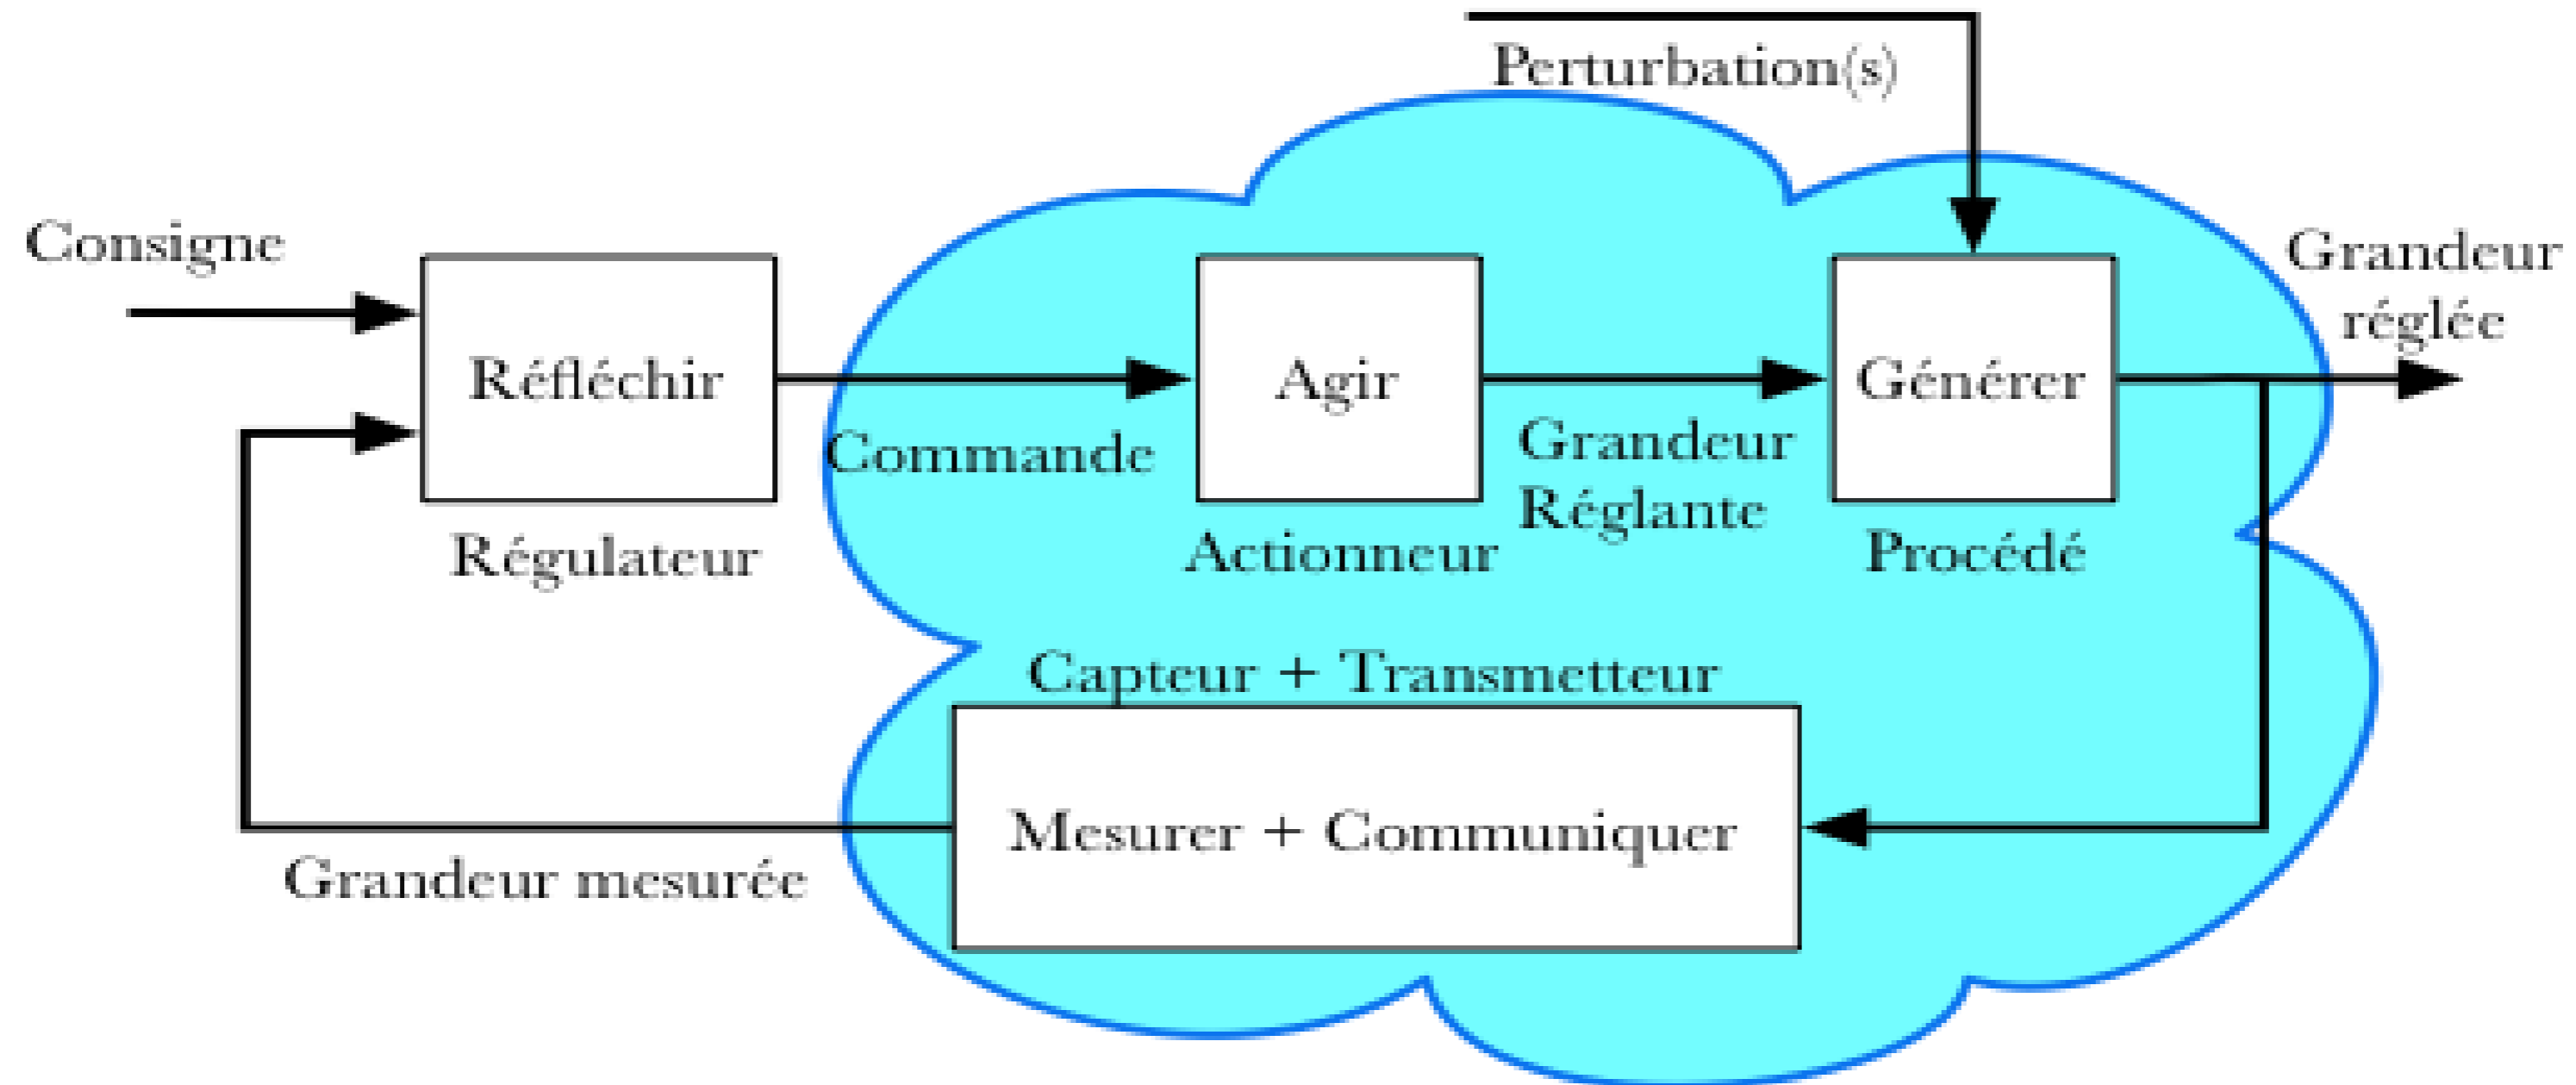 Perturbation(s)
Consigne
Grandeur
réglée
Réfléchir
Agir
Générer
Commande
Grandeur
Réglante
Régulateur
Actionneur
Procédé
Capteur + Transmetteur
Mesurer + Communiquer
Grandeur mesurée